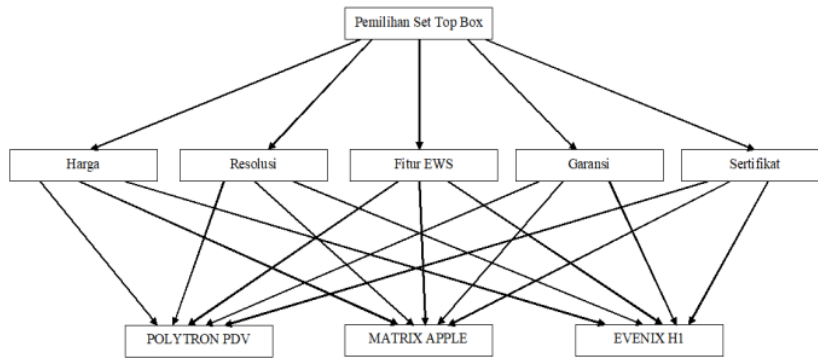 Pemilihan Set Top Box
Harga
Resolusi
Fitur EWS
Garansi
Sertifikat
POLYTRON PDV
MATRIX APPLE
EVENIX H1